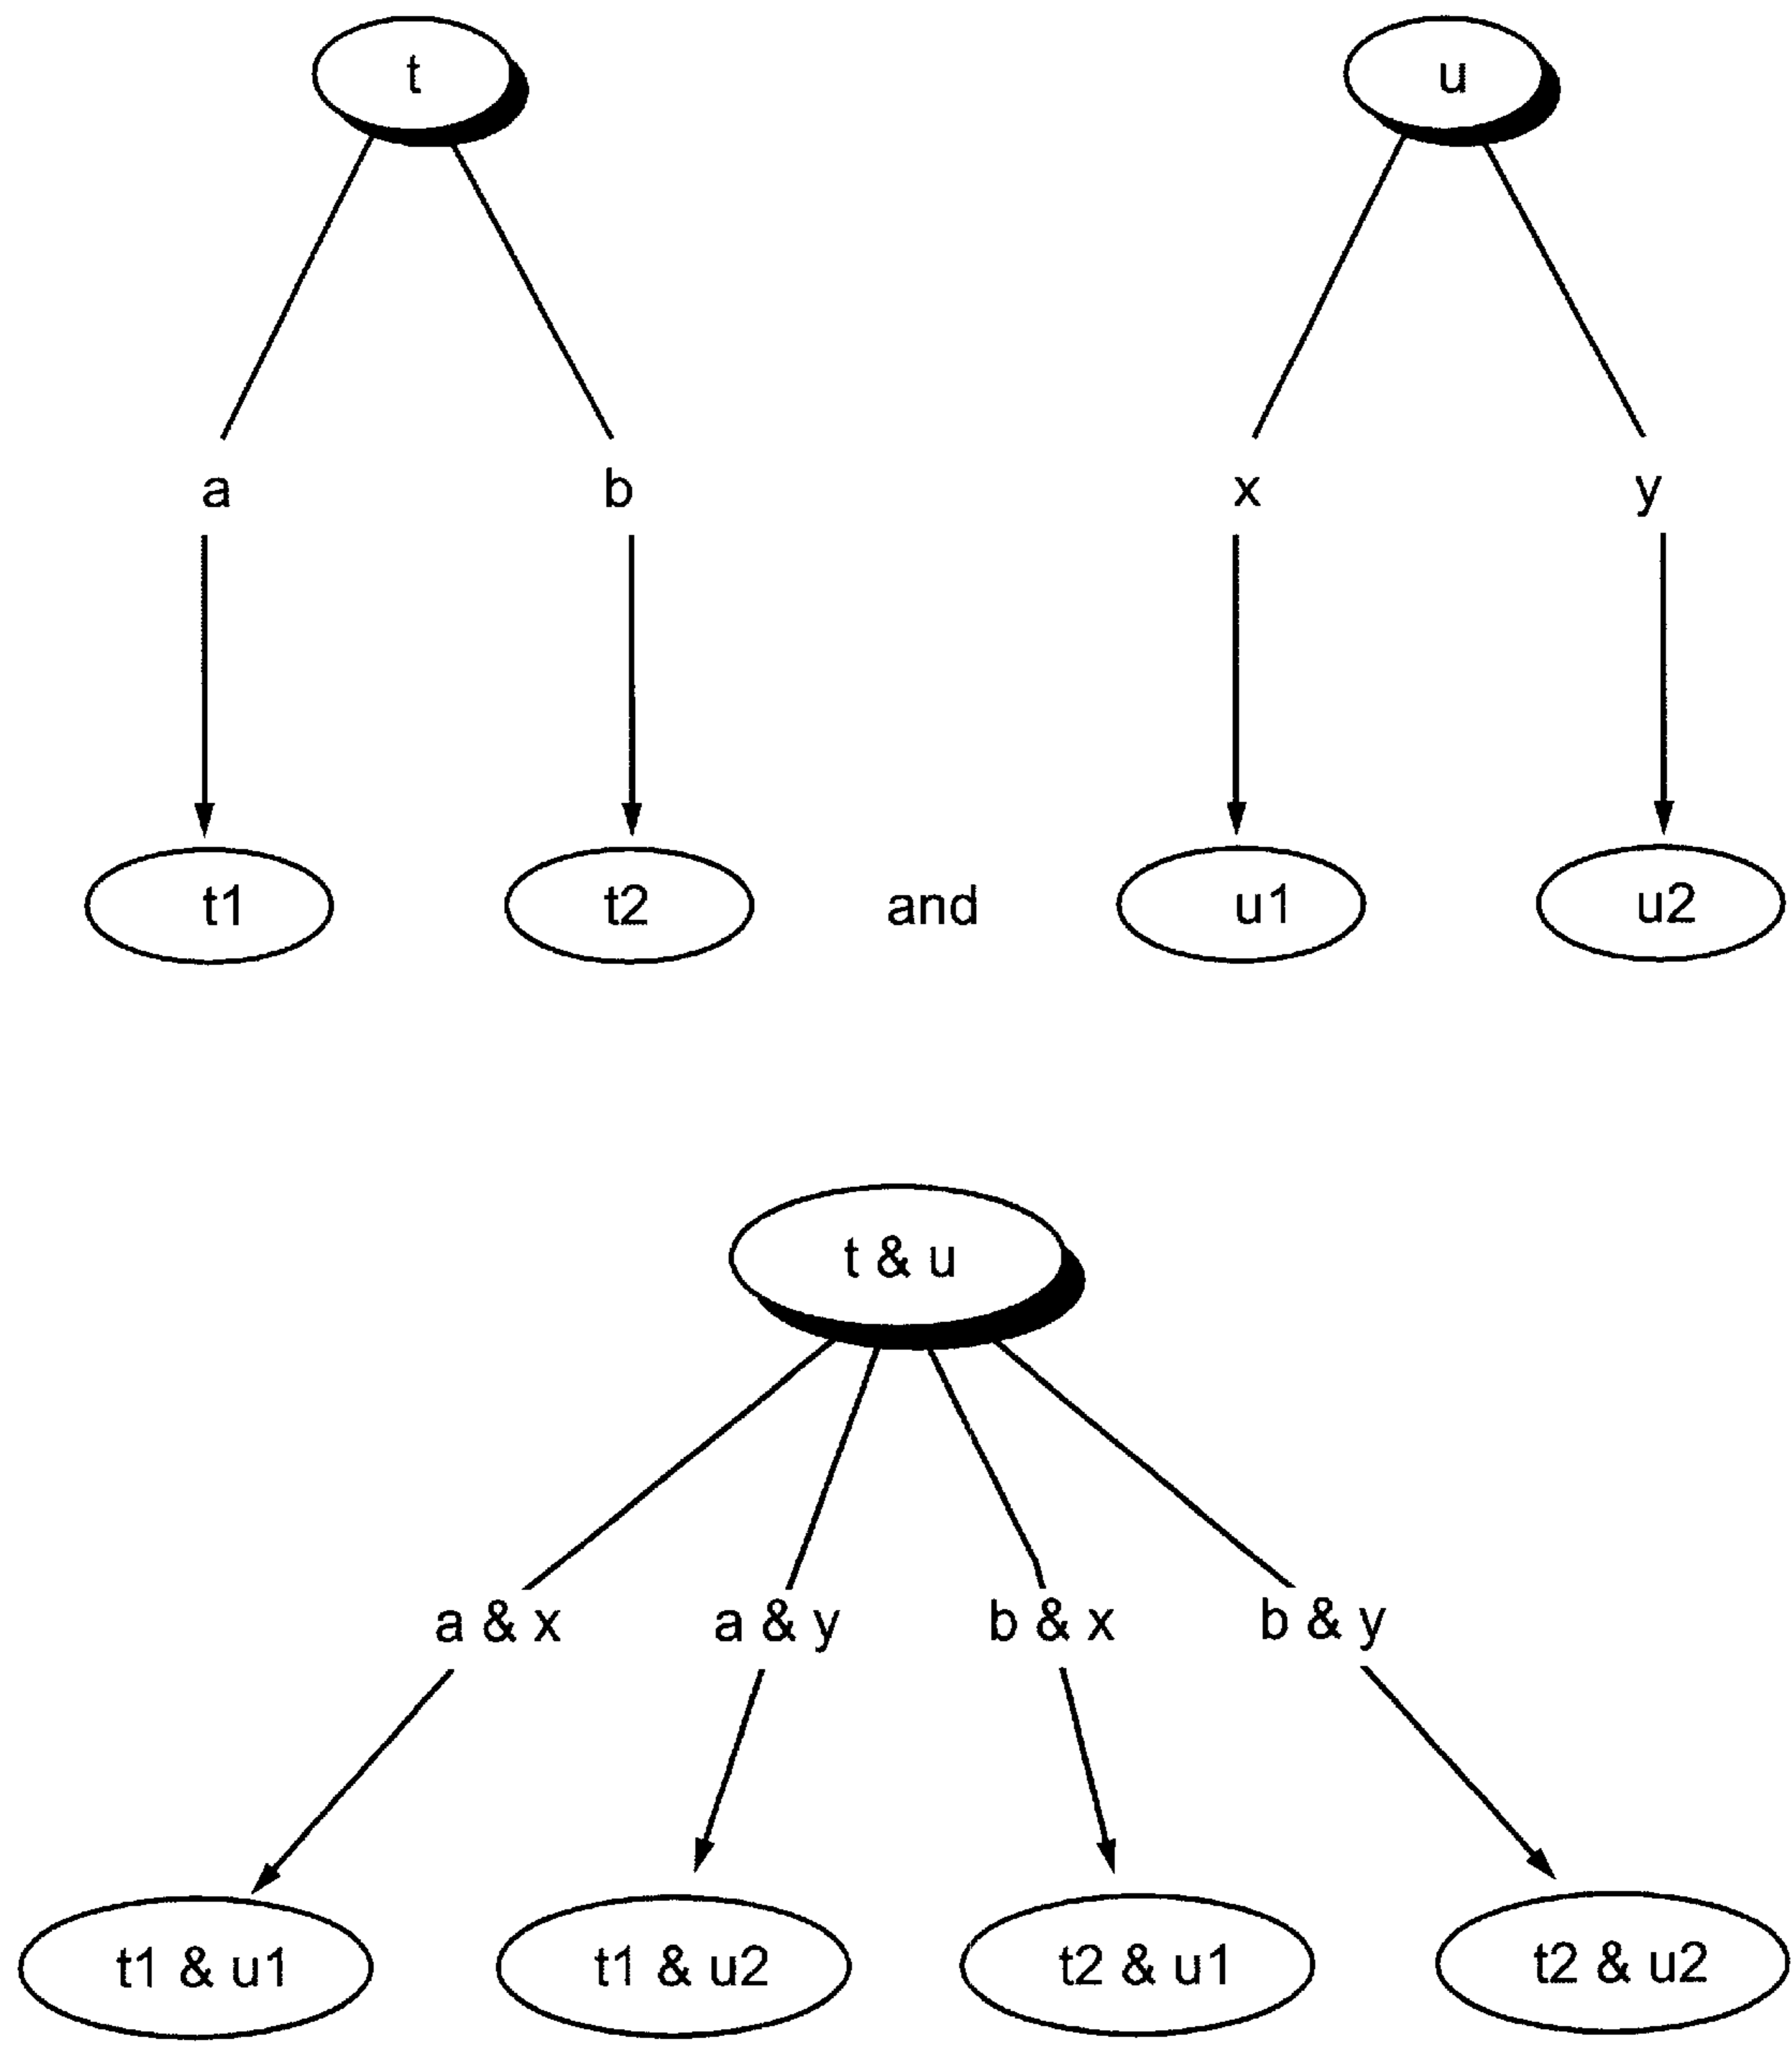 t u
a b x y
t1 t2 and u1 u2
t & u
a & x a & y b & x b & y
t1 & u1 t1 & u2 t2 & u1 t2 & u2